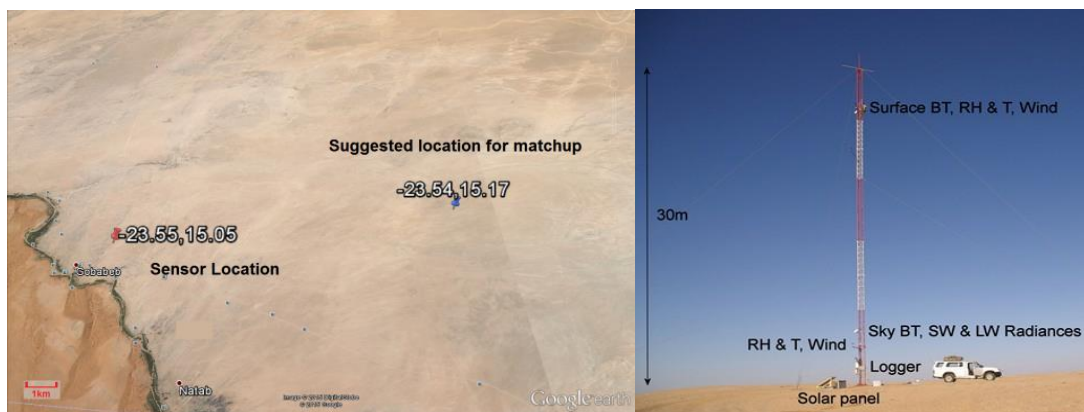 Suggested location for matchup
-23.54,15.17
-23.55,15.05
Gobabeb
Sensor Location
Natab
1km
Google earth
Surface BT, RH & T, Wind
30m
Sky BT, SW & LW Radiances
RH & T, Wind
Logger
Solar panel